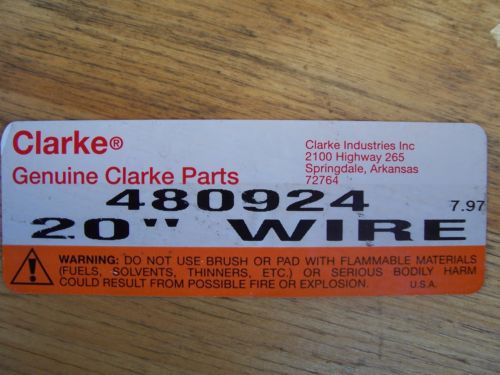 Clarke®
Genuine Clarke Parts
Clarke Industries Inc
2100 Highway 265
Springdale, Arkansas
72764
480924
7.97
20" WIRE
WARNING: DO NOT USE BRUSH OR PAD WITH FLAMMABLE MATERIALS
(FUELS, SOLVENTS, THINNERS, ETC.) OR SERIOUS BODILY HARM
COULD RESULT FROM POSSIBLE FIRE OR EXPLOSION.
U.S.A.